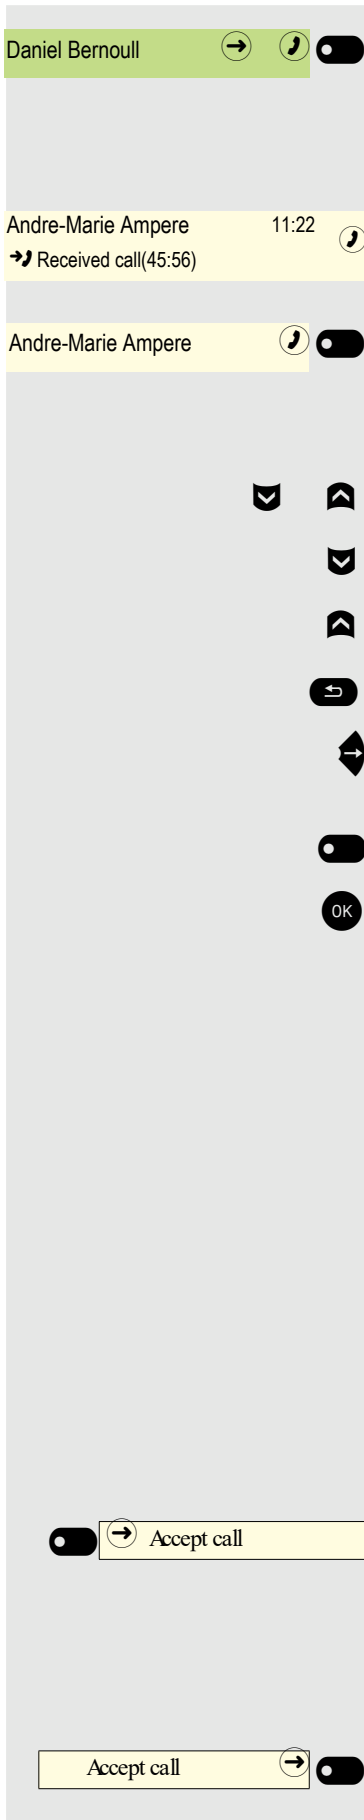 Daniel Bernoull
Andre-Marie Ampere 11:22
Received call(45:56)
Andre-Marie Ampere
OK
Accept call
Accept call